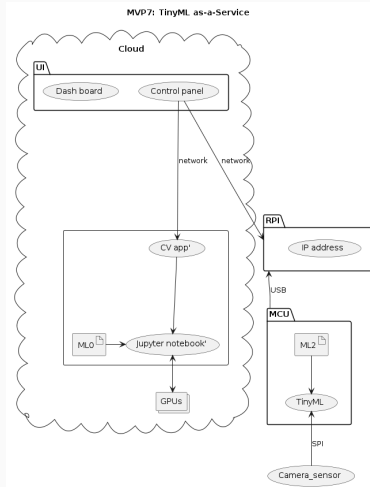 MVP7: TinyML as-a-Service
Cloud
UI
Dash board
Control panel
network
network
RPI
CV app'
IP address
USB
MCU
ML0
Jupyter notebook'
ML2
GPUs
TinyML
SPI
Camera_sensor